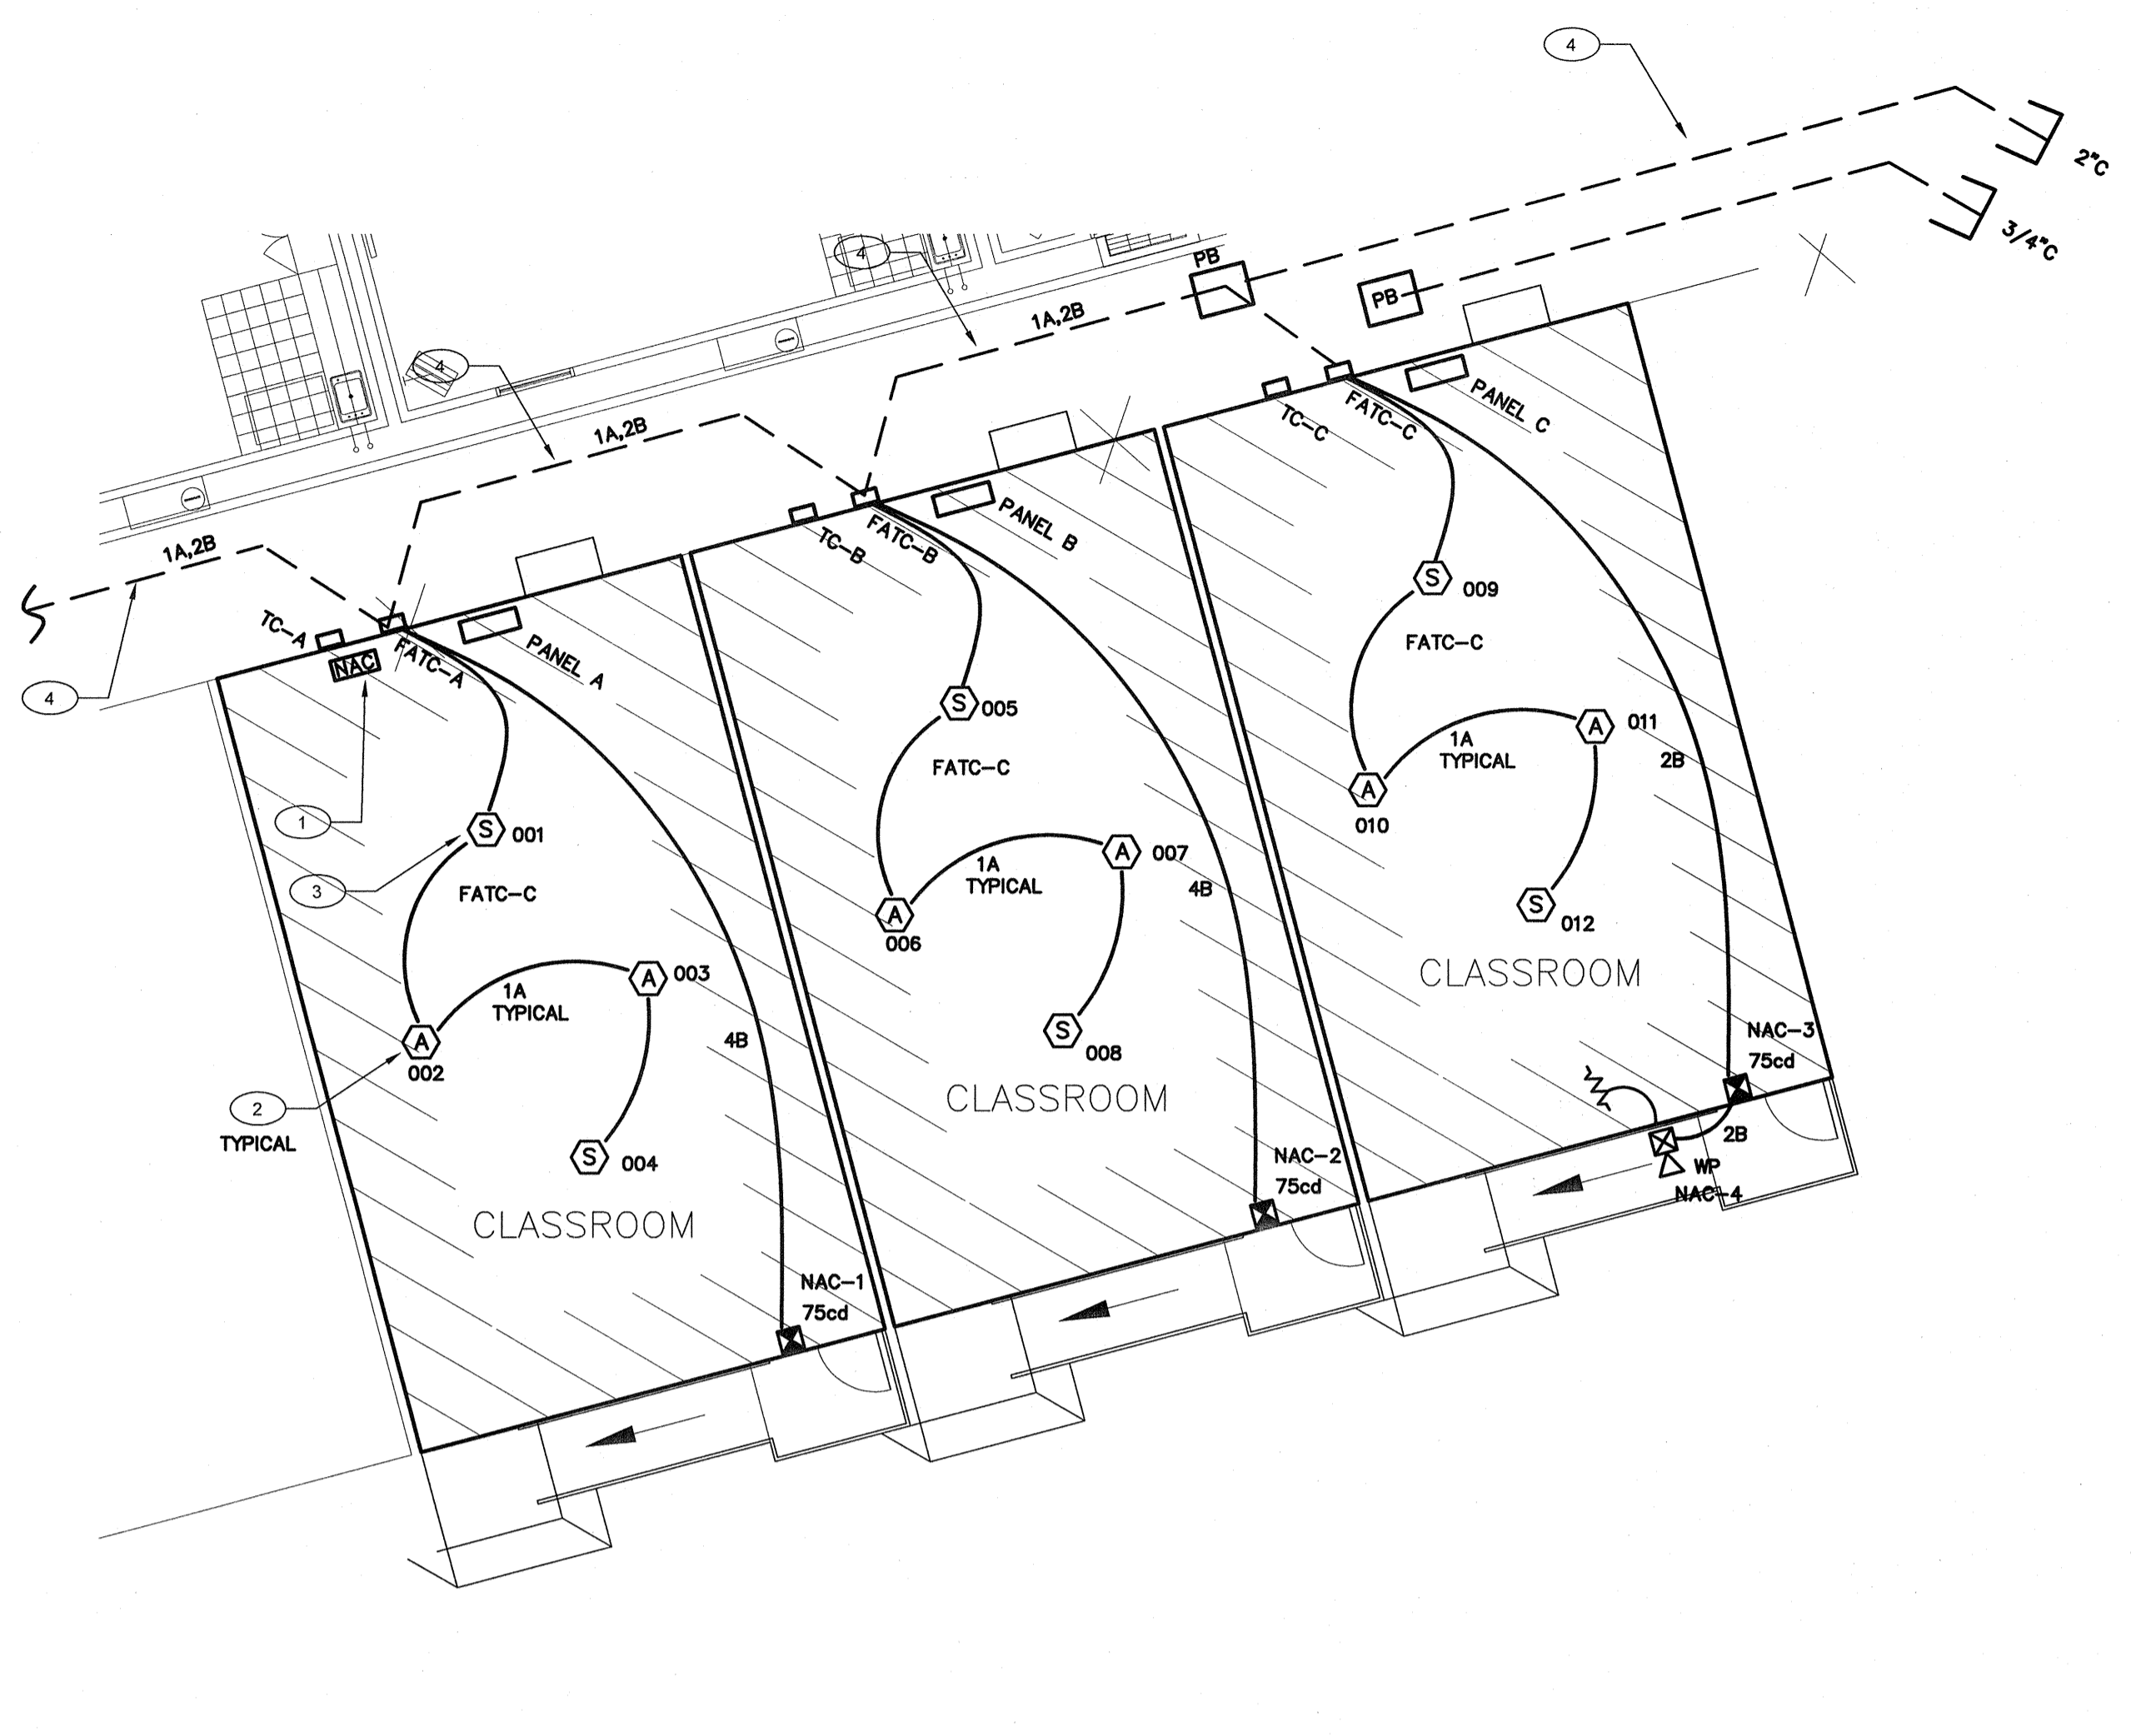 4
2"C
3/4"C
4
PB
PB
1A,2B
4
1A,2B
1A,2B
4
TC-A
NAC
FATC-A
PANEL A
1
S
001
3
FATC-C
A
002
2
TYPICAL
1A
TYPICAL
A
003
4B
S
004
CLASSROOM
NAC-1
75cd
TC-B
FATC-B
PANEL B
S
005
FATC-C
A
006
1A
TYPICAL
A
007
4B
S
008
CLASSROOM
NAC-2
75cd
TC-C
FATC-C
PANEL C
S
009
FATC-C
A
010
1A
TYPICAL
A
011
2B
S
012
CLASSROOM
NAC-3
75cd
2B
WP
NAC-4